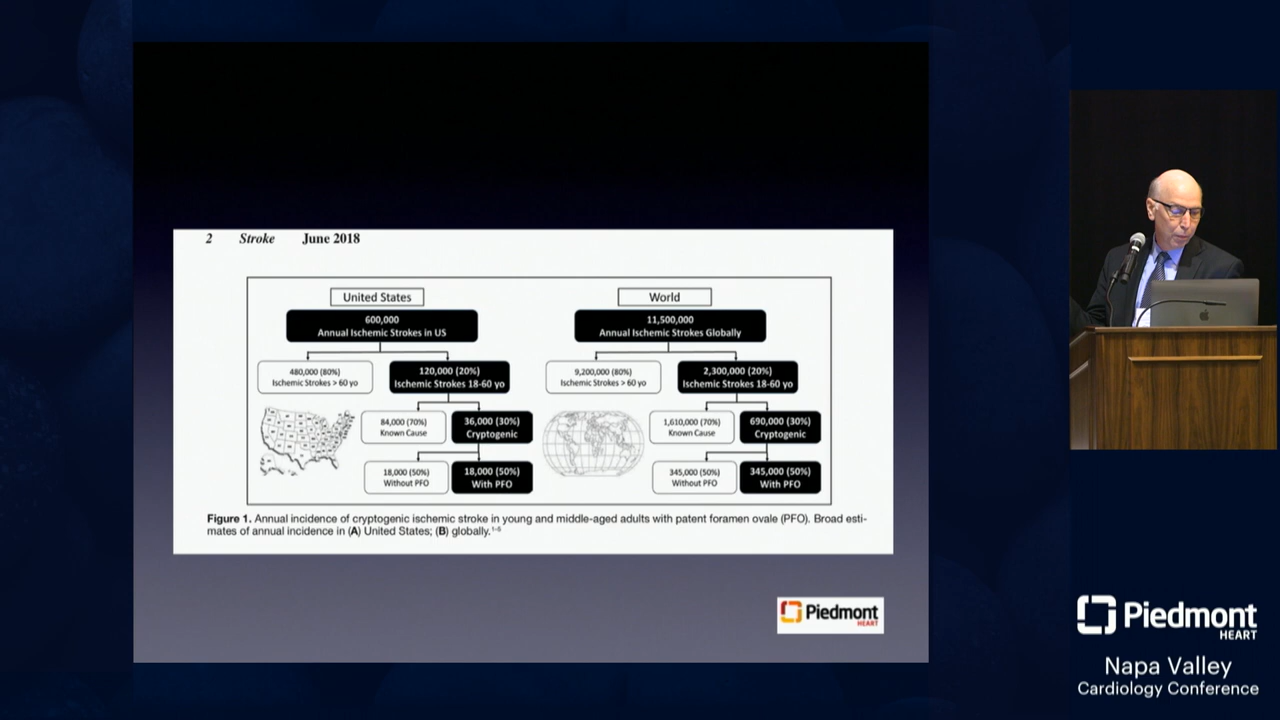 2 Stroke June 2018
United States
600,000
Annual Ischemic Strokes in US
480,000 (80%)
Ischemic Strokes > 60 yo
120,000 (20%)
Ischemic Strokes 18-60 yo
84,000 (70%)
Known Cause
36,000 (30%)
Cryptogenic
18,000 (50%)
Without PFO
18,000 (50%)
With PFO
World
11,500,000
Annual Ischemic Strokes Globally
9,200,000 (80%)
Ischemic Strokes > 60 yo
2,300,000 (20%)
Ischemic Strokes 18-60 yo
1,610,000 (70%)
Known Cause
690,000 (30%)
Cryptogenic
345,000 (50%)
Without PFO
345,000 (50%)
With PFO
Figure 1. Annual incidence of cryptogenic ischemic stroke in young and middle-aged adults with patent foramen ovale (PFO). Broad esti-
mates of annual incidence in (A) United States; (B) globally.
Piedmont
HEART
Piedmont
HEART
Napa Valley
Cardiology Conference